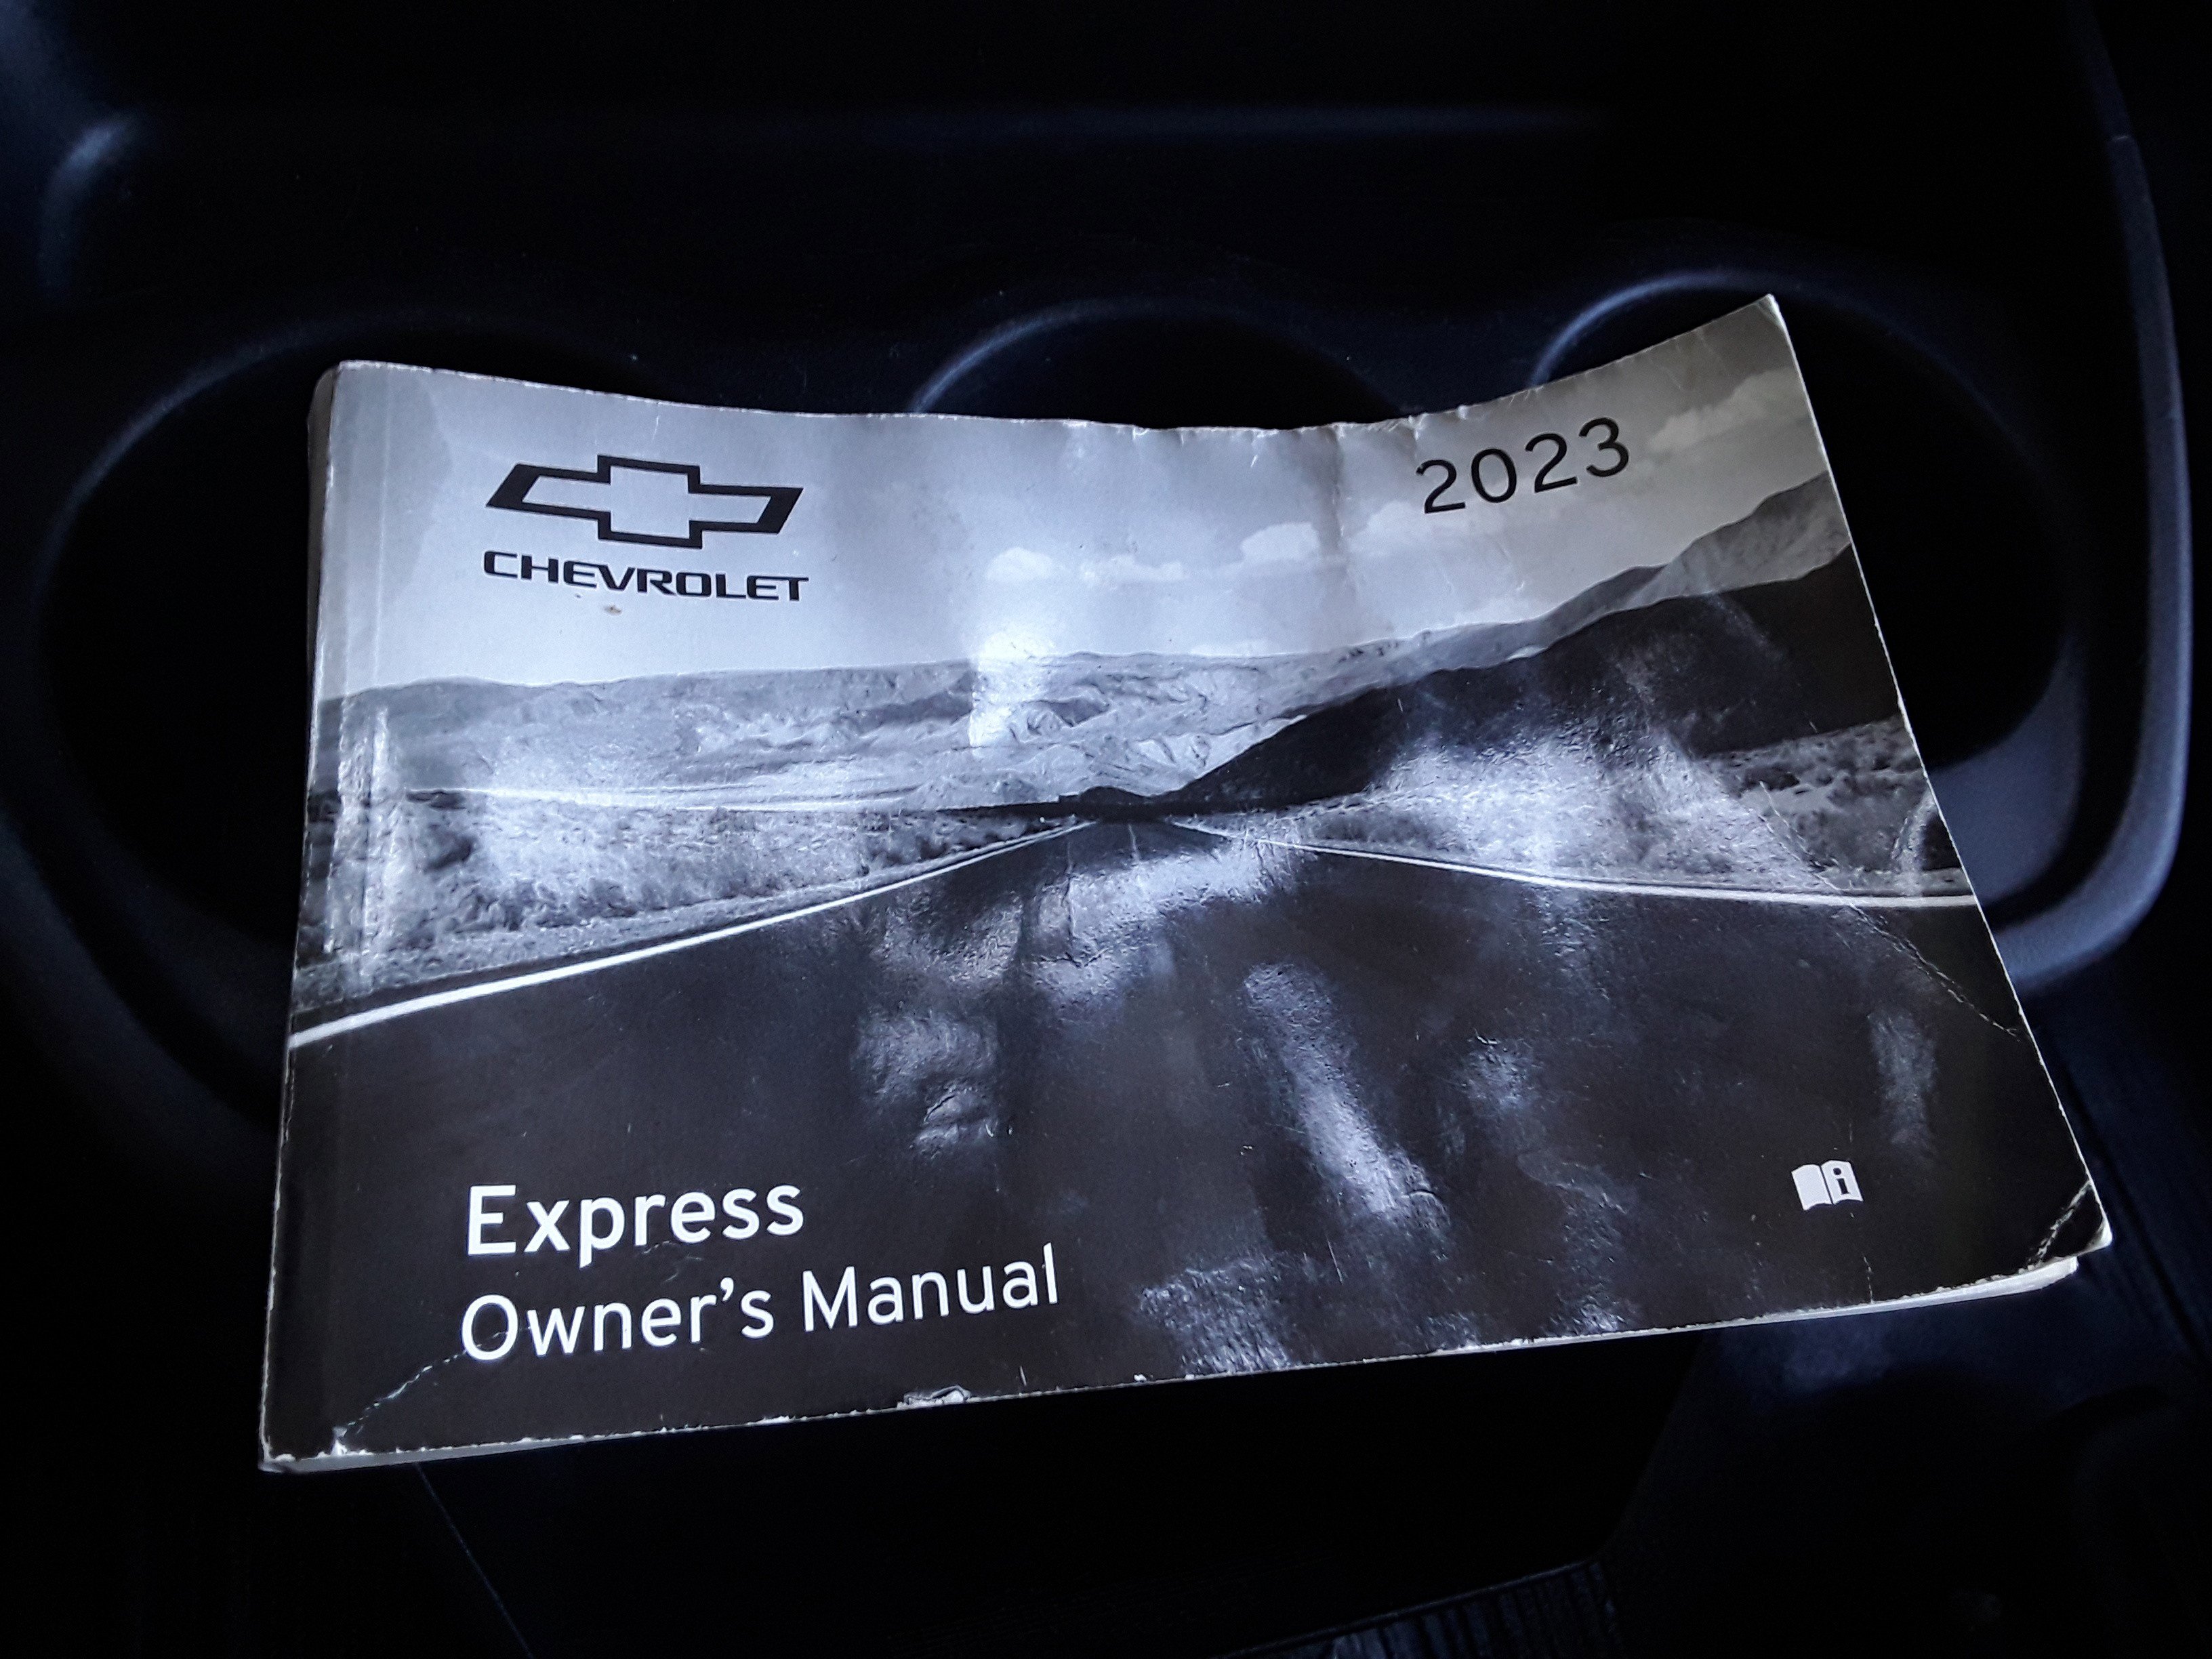 CHEVROLET
2023
Express
Owner's Manual